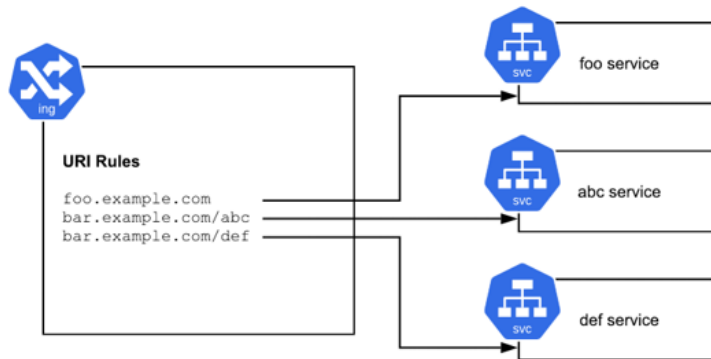 ing
URI Rules
foo.example.com
bar.example.com/abc
bar.example.com/def
svc
foo service
svc
abc service
svc
def service